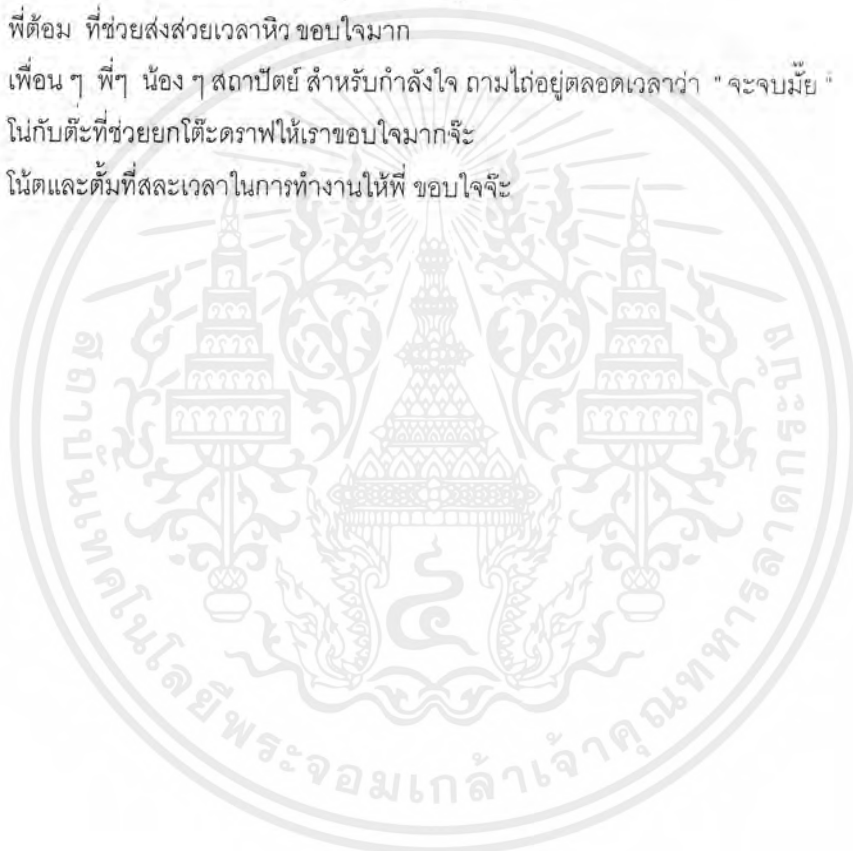 พี่ต้อม ที่ช่วยส่งส่วยเวลาหิว ขอบใจมาก
เพื่อน ๆ พี่ๆ น้อง ๆ สถาปัตย์ สำหรับกำลังใจ ถามไถ่อยู่ตลอดเวลาว่า " จะจบมั๊ย "
โน่กับต๊ะที่ช่วยยกโต๊ะดราฟให้เราขอบใจมากจ๊ะ
โน้ตและตั้มที่สละเวลาในการทำงานให้พี่ ขอบใจจ๊ะ
สถาบันเทคโนโลยีพระจอมเกล้าเจ้าคุณทหารลาดกระบัง
๔